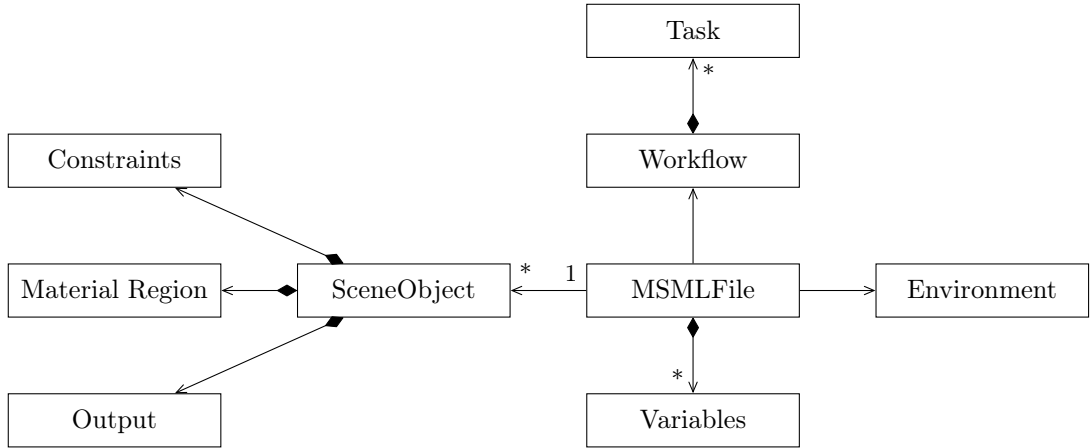 Task
*
Constraints
Workflow
Material Region
SceneObject
* 1
MSMLFile
Environment
*
Output
Variables